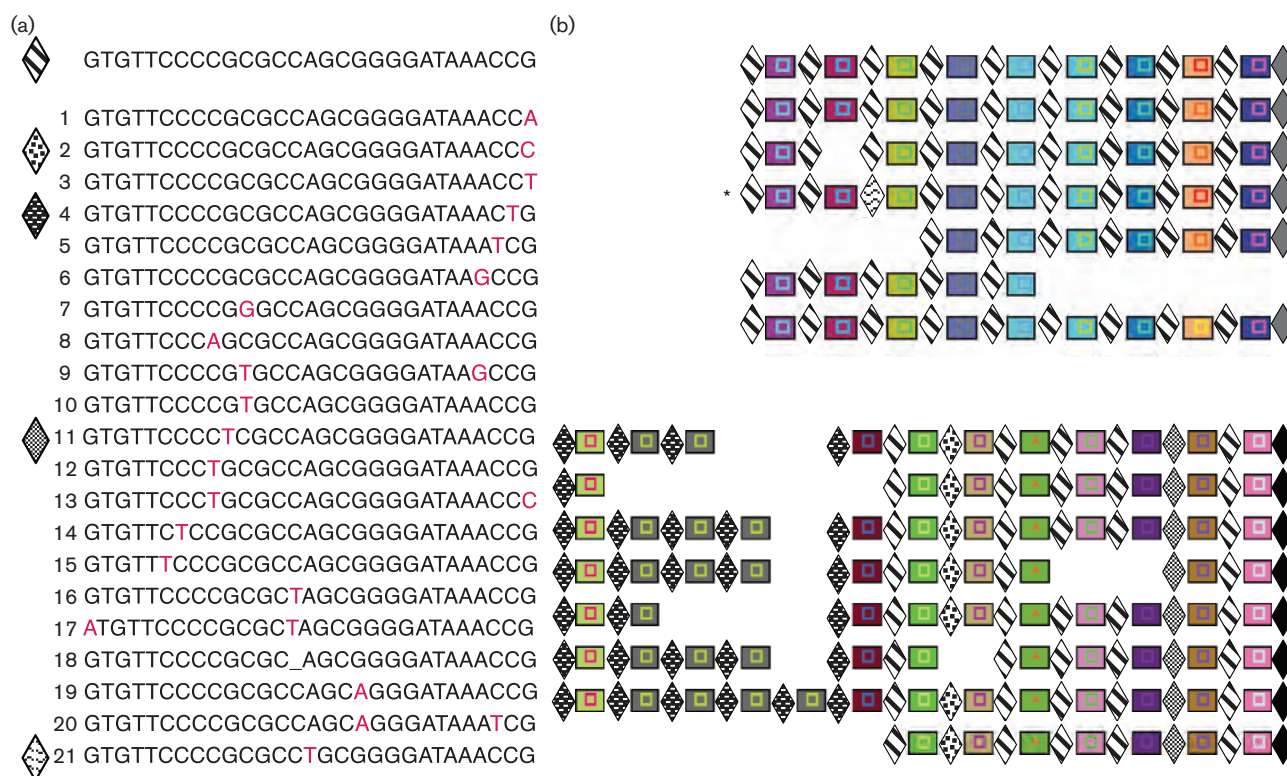 (a)
GTGTTCCCCGCGCCAGCGGGGATAAACCG
1 GTGTTCCCCGCGCCAGCGGGGATAAACCA
2 GTGTTCCCCGCGCCAGCGGGGATAAACCC
3 GTGTTCCCCGCGCCAGCGGGGATAAACCT
4 GTGTTCCCCGCGCCAGCGGGGATAAACTG
5 GTGTTCCCCGCGCCAGCGGGGATAAATCG
6 GTGTTCCCCGCGCCAGCGGGGATAAGCCG
7 GTGTTCCCCGGGCCAGCGGGGATAAACCG
8 GTGTTCCCAGCGCCAGCGGGGATAAACCG
9 GTGTTCCCCGTGCCAGCGGGGATAAGCCG
10 GTGTTCCCCGTGCCAGCGGGGATAAACCG
11 GTGTTCCCCTCGCCAGCGGGGATAAACCG
12 GTGTTCCCTGCGCCAGCGGGGATAAACCG
13 GTGTTCCCTGCGCCAGCGGGGATAAACCC
14 GTGTTCTCCGCGCCAGCGGGGATAAACCG
15 GTGTTTCCCGCGCCAGCGGGGATAAACCG
16 GTGTTCCCCGCGCTAGCGGGGATAAACCG
17 ATGTTCCCCGCGCTAGCGGGGATAAACCG
18 GTGTTCCCCGCGC_AGCGGGGATAAACCG
19 GTGTTCCCCGCGCCAGCAGGGATAAACCG
20 GTGTTCCCCGCGCCAGCAGGGATAAATCG
21 GTGTTCCCCGCGCCTGCGGGGATAAACCG
(b)
*